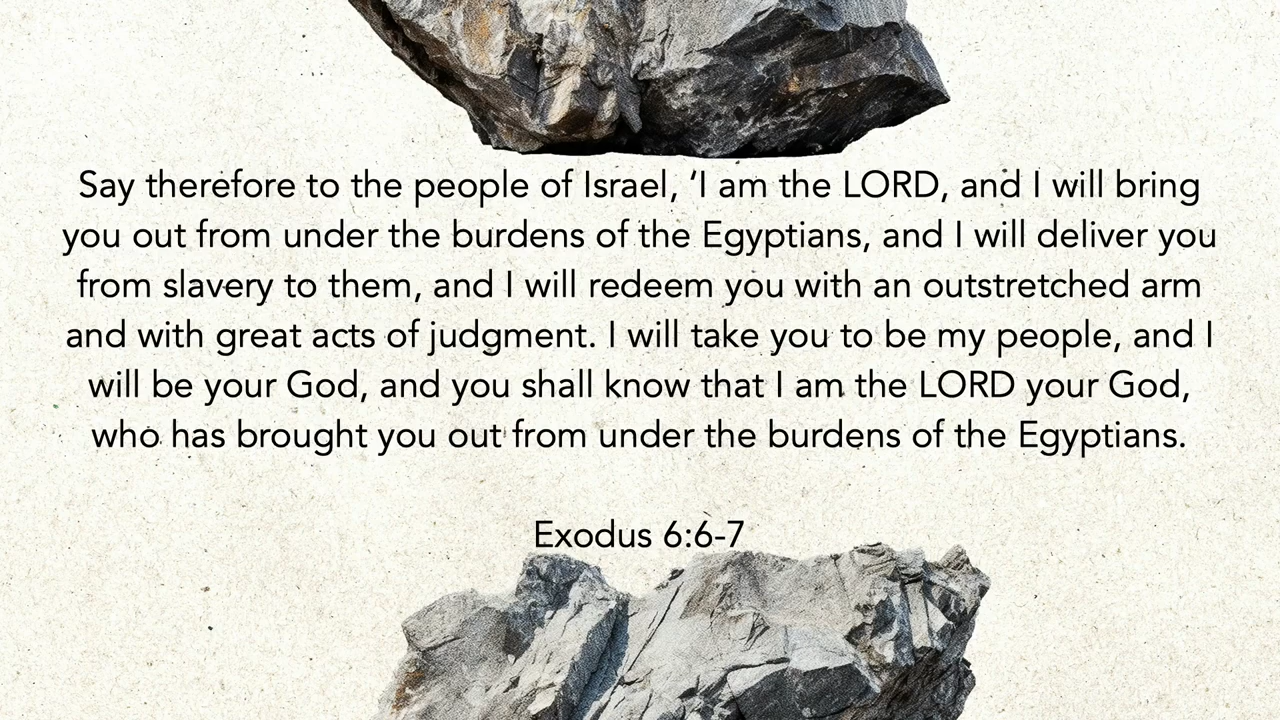 Say therefore to the people of Israel, ‘I am the LORD, and I will bring
you out from under the burdens of the Egyptians, and I will deliver you
from slavery to them, and I will redeem you with an outstretched arm
and with great acts of judgment. I will take you to be my people, and I
will be your God, and you shall know that I am the LORD your God,
who has brought you out from under the burdens of the Egyptians.
Exodus 6:6-7